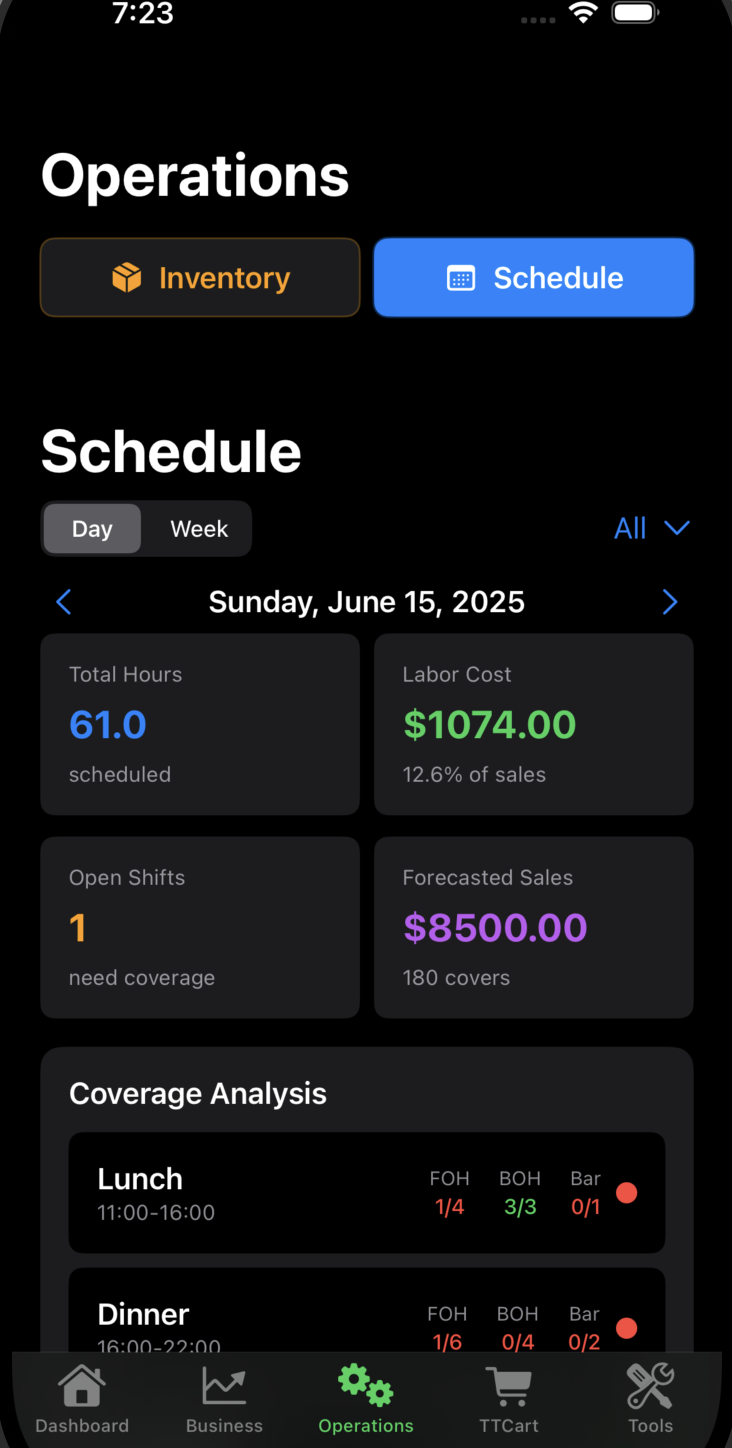 7:23
Operations
Inventory Schedule
Schedule
Day Week All
Sunday, June 15, 2025
Total Hours Labor Cost
61.0 $1074.00
scheduled 12.6% of sales
Open Shifts Forecasted Sales
1 $8500.00
need coverage 180 covers
Coverage Analysis
Lunch FOH BOH Bar
11:00-16:00 1/4 3/3 0/1
Dinner FOH BOH Bar
16:00-22:00 1/6 0/4 0/2
Dashboard Business Operations TTCart Tools